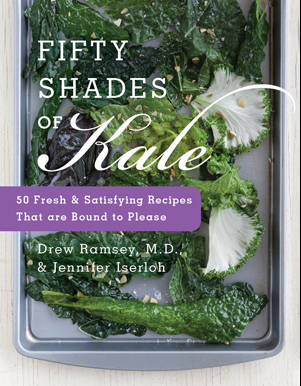 FIFTY
SHADES
OF Kale
50 Fresh & Satisfying Recipes
That are Bound to Please
Drew Ramsey, M.D.,
& Jennifer Iserloh